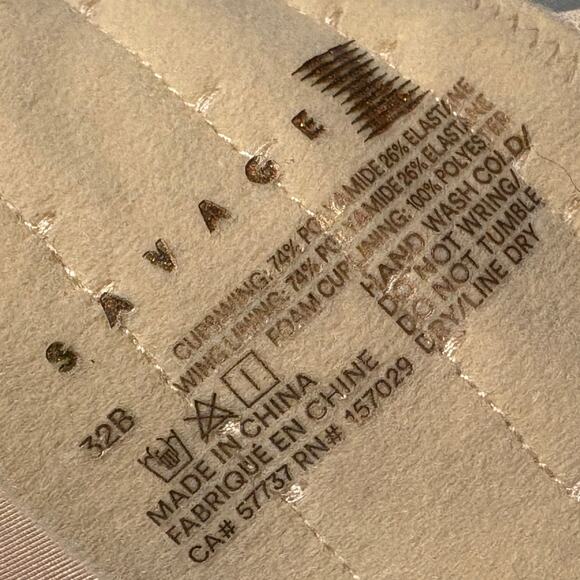 SAVAGE
32B
CUP/WING: 74% POLYAMIDE 26% ELASTANE
WING LINING: 74% POLYAMIDE 26% ELASTANE
FOAM CUP LINING: 100% POLYESTER
HAND WASH COLD/
DO NOT WRING/
DO NOT TUMBLE
DRY/LINE DRY
MADE IN CHINA
FABRIQUÉ EN CHINE
CA# 57737 RN# 157029